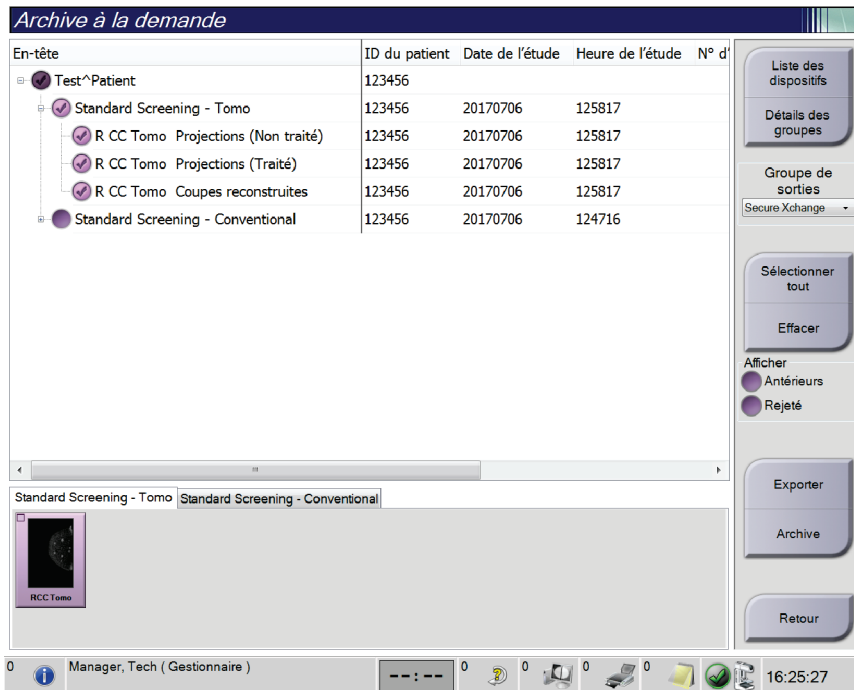 Archive à la demande
En-tête ID du patient Date de l'étude Heure de l'étude N° d'
Test^Patient 123456
Standard Screening - Tomo 123456 20170706 125817
R CC Tomo Projections (Non traité) 123456 20170706 125817
R CC Tomo Projections (Traité) 123456 20170706 125817
R CC Tomo Coupes reconstruites 123456 20170706 125817
Standard Screening - Conventional 123456 20170706 124716
Liste des
dispositifs
Détails des
groupes
Groupe de
sorties
Secure Xchange
Sélectionner
tout
Effacer
Afficher
Antérieurs
Rejeté
Exporter
Archive
Retour
Standard Screening - Tomo Standard Screening - Conventional
RCC Tomo
0 Manager, Tech ( Gestionnaire ) --:-- 0 0 0 0 16:25:27